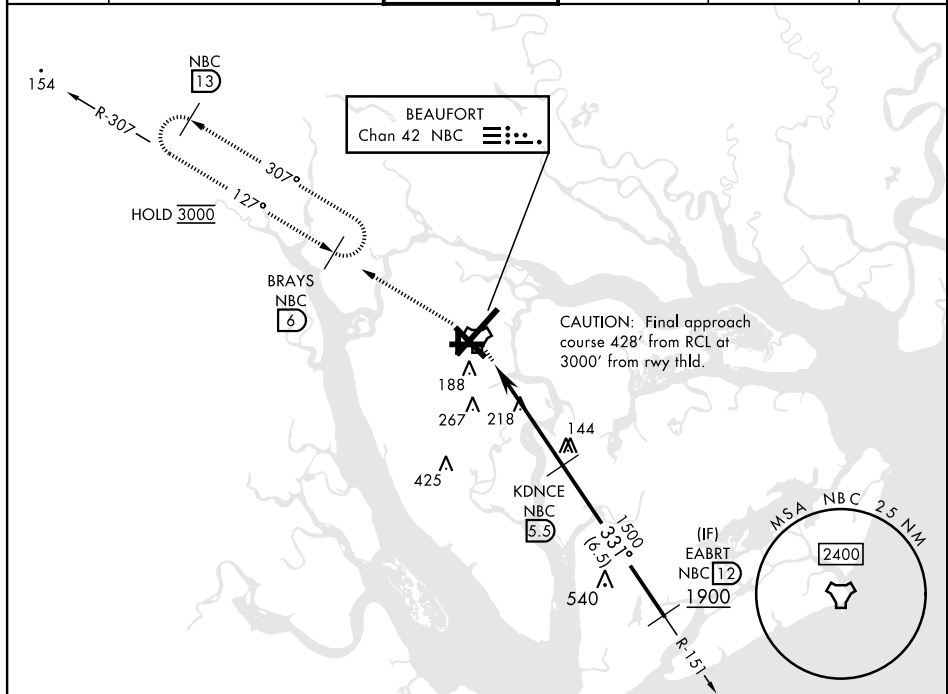 154
R-307
NBC
13
307°
127°
HOLD 3000
BRAYS
NBC
6
BEAUFORT
Chan 42 NBC
CAUTION: Final approach
course 428' from RCL at
3000' from rwy thld.
188
267
218
144
425
KDNCE
NBC
5.5
1500
331°
(6.5)
540
(IF)
EABRT
NBC 12
1900
R-151
MSA NBC 25 NM
2400